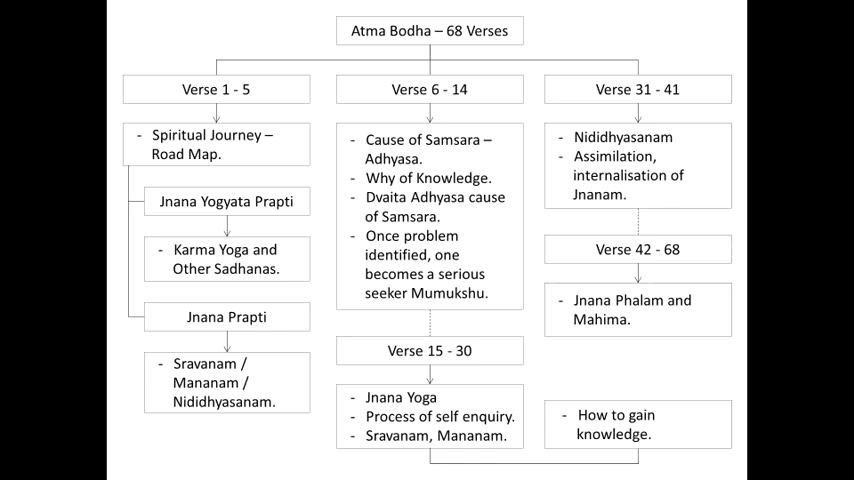 Atma Bodha – 68 Verses
Verse 1 - 5
- Spiritual Journey –
Road Map.
Jnana Yogyata Prapti
- Karma Yoga and
Other Sadhanas.
Jnana Prapti
- Sravanam /
Mananam /
Nididhyasanam.
Verse 6 - 14
- Cause of Samsara –
Adhyasa.
- Why of Knowledge.
- Dvaita Adhyasa cause
of Samsara.
- Once problem
identified, one
becomes a serious
seeker Mumukshu.
Verse 15 - 30
- Jnana Yoga
- Process of self enquiry.
- Sravanam, Mananam.
- How to gain
knowledge.
Verse 31 - 41
- Nididhyasanam
- Assimilation,
internalisation of
Jnanam.
Verse 42 - 68
- Jnana Phalam and
Mahima.